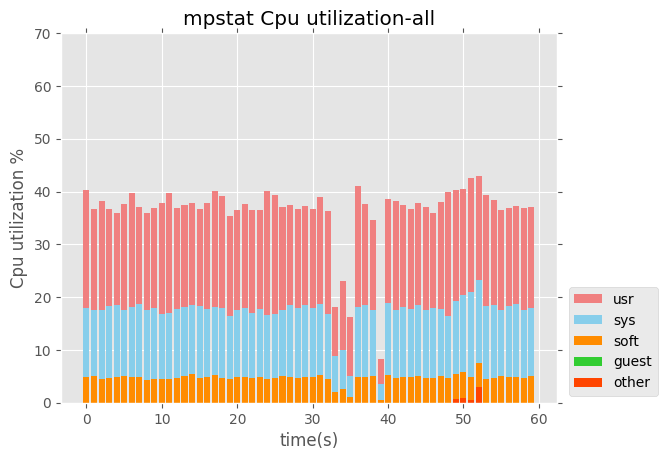 mpstat Cpu utilization-all
70
60
50
40
30
20
10
0
Cpu utilization %
0 10 20 30 40 50 60
time(s)
usr
sys
soft
guest
other